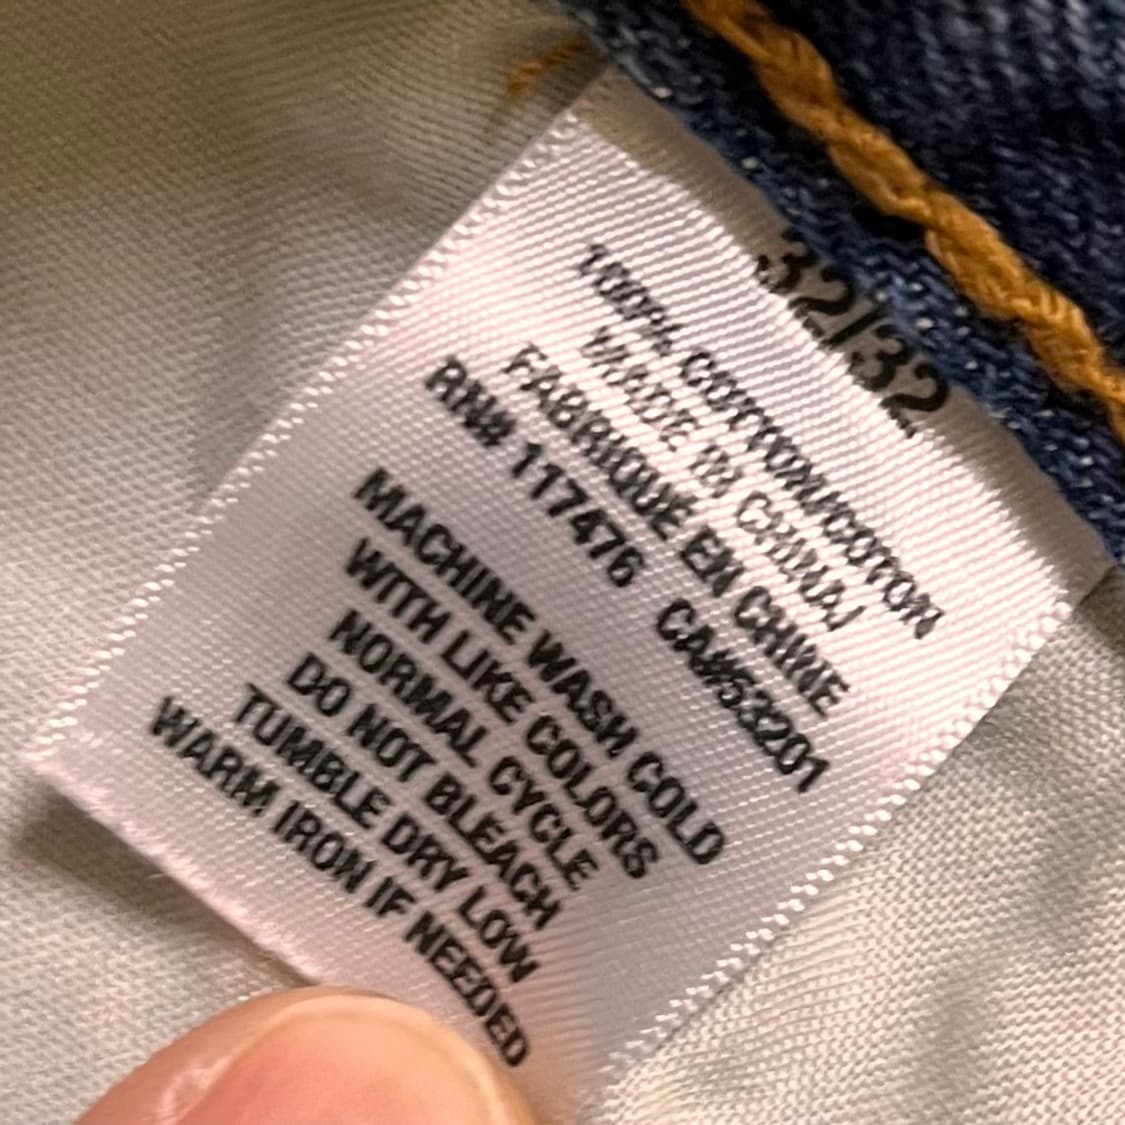 32/32
100% COTTON/COTON
MADE IN CHINA/
FABRIQUÉ EN CHINE
RN# 117476 CA#53201
MACHINE WASH COLD
WITH LIKE COLORS
NORMAL CYCLE
DO NOT BLEACH
TUMBLE DRY LOW
WARM IRON IF NEEDED